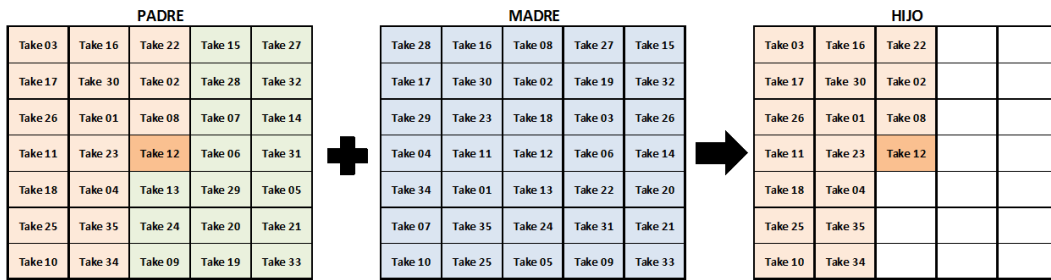 PADRE MADRE HIJO
Take 03 Take 16 Take 22 Take 15 Take 27 Take 28 Take 16 Take 08 Take 27 Take 15 Take 03 Take 16 Take 22
Take 17 Take 30 Take 02 Take 28 Take 32 Take 17 Take 30 Take 02 Take 19 Take 32 Take 17 Take 30 Take 02
Take 26 Take 01 Take 08 Take 07 Take 14 Take 29 Take 23 Take 18 Take 03 Take 26 Take 26 Take 01 Take 08
Take 11 Take 23 Take 12 Take 06 Take 31 Take 04 Take 11 Take 12 Take 06 Take 14 Take 11 Take 23 Take 12
Take 18 Take 04 Take 13 Take 29 Take 05 Take 34 Take 01 Take 13 Take 22 Take 20 Take 18 Take 04
Take 25 Take 35 Take 24 Take 20 Take 21 Take 07 Take 35 Take 24 Take 31 Take 21 Take 25 Take 35
Take 10 Take 34 Take 09 Take 19 Take 33 Take 10 Take 25 Take 05 Take 09 Take 33 Take 10 Take 34